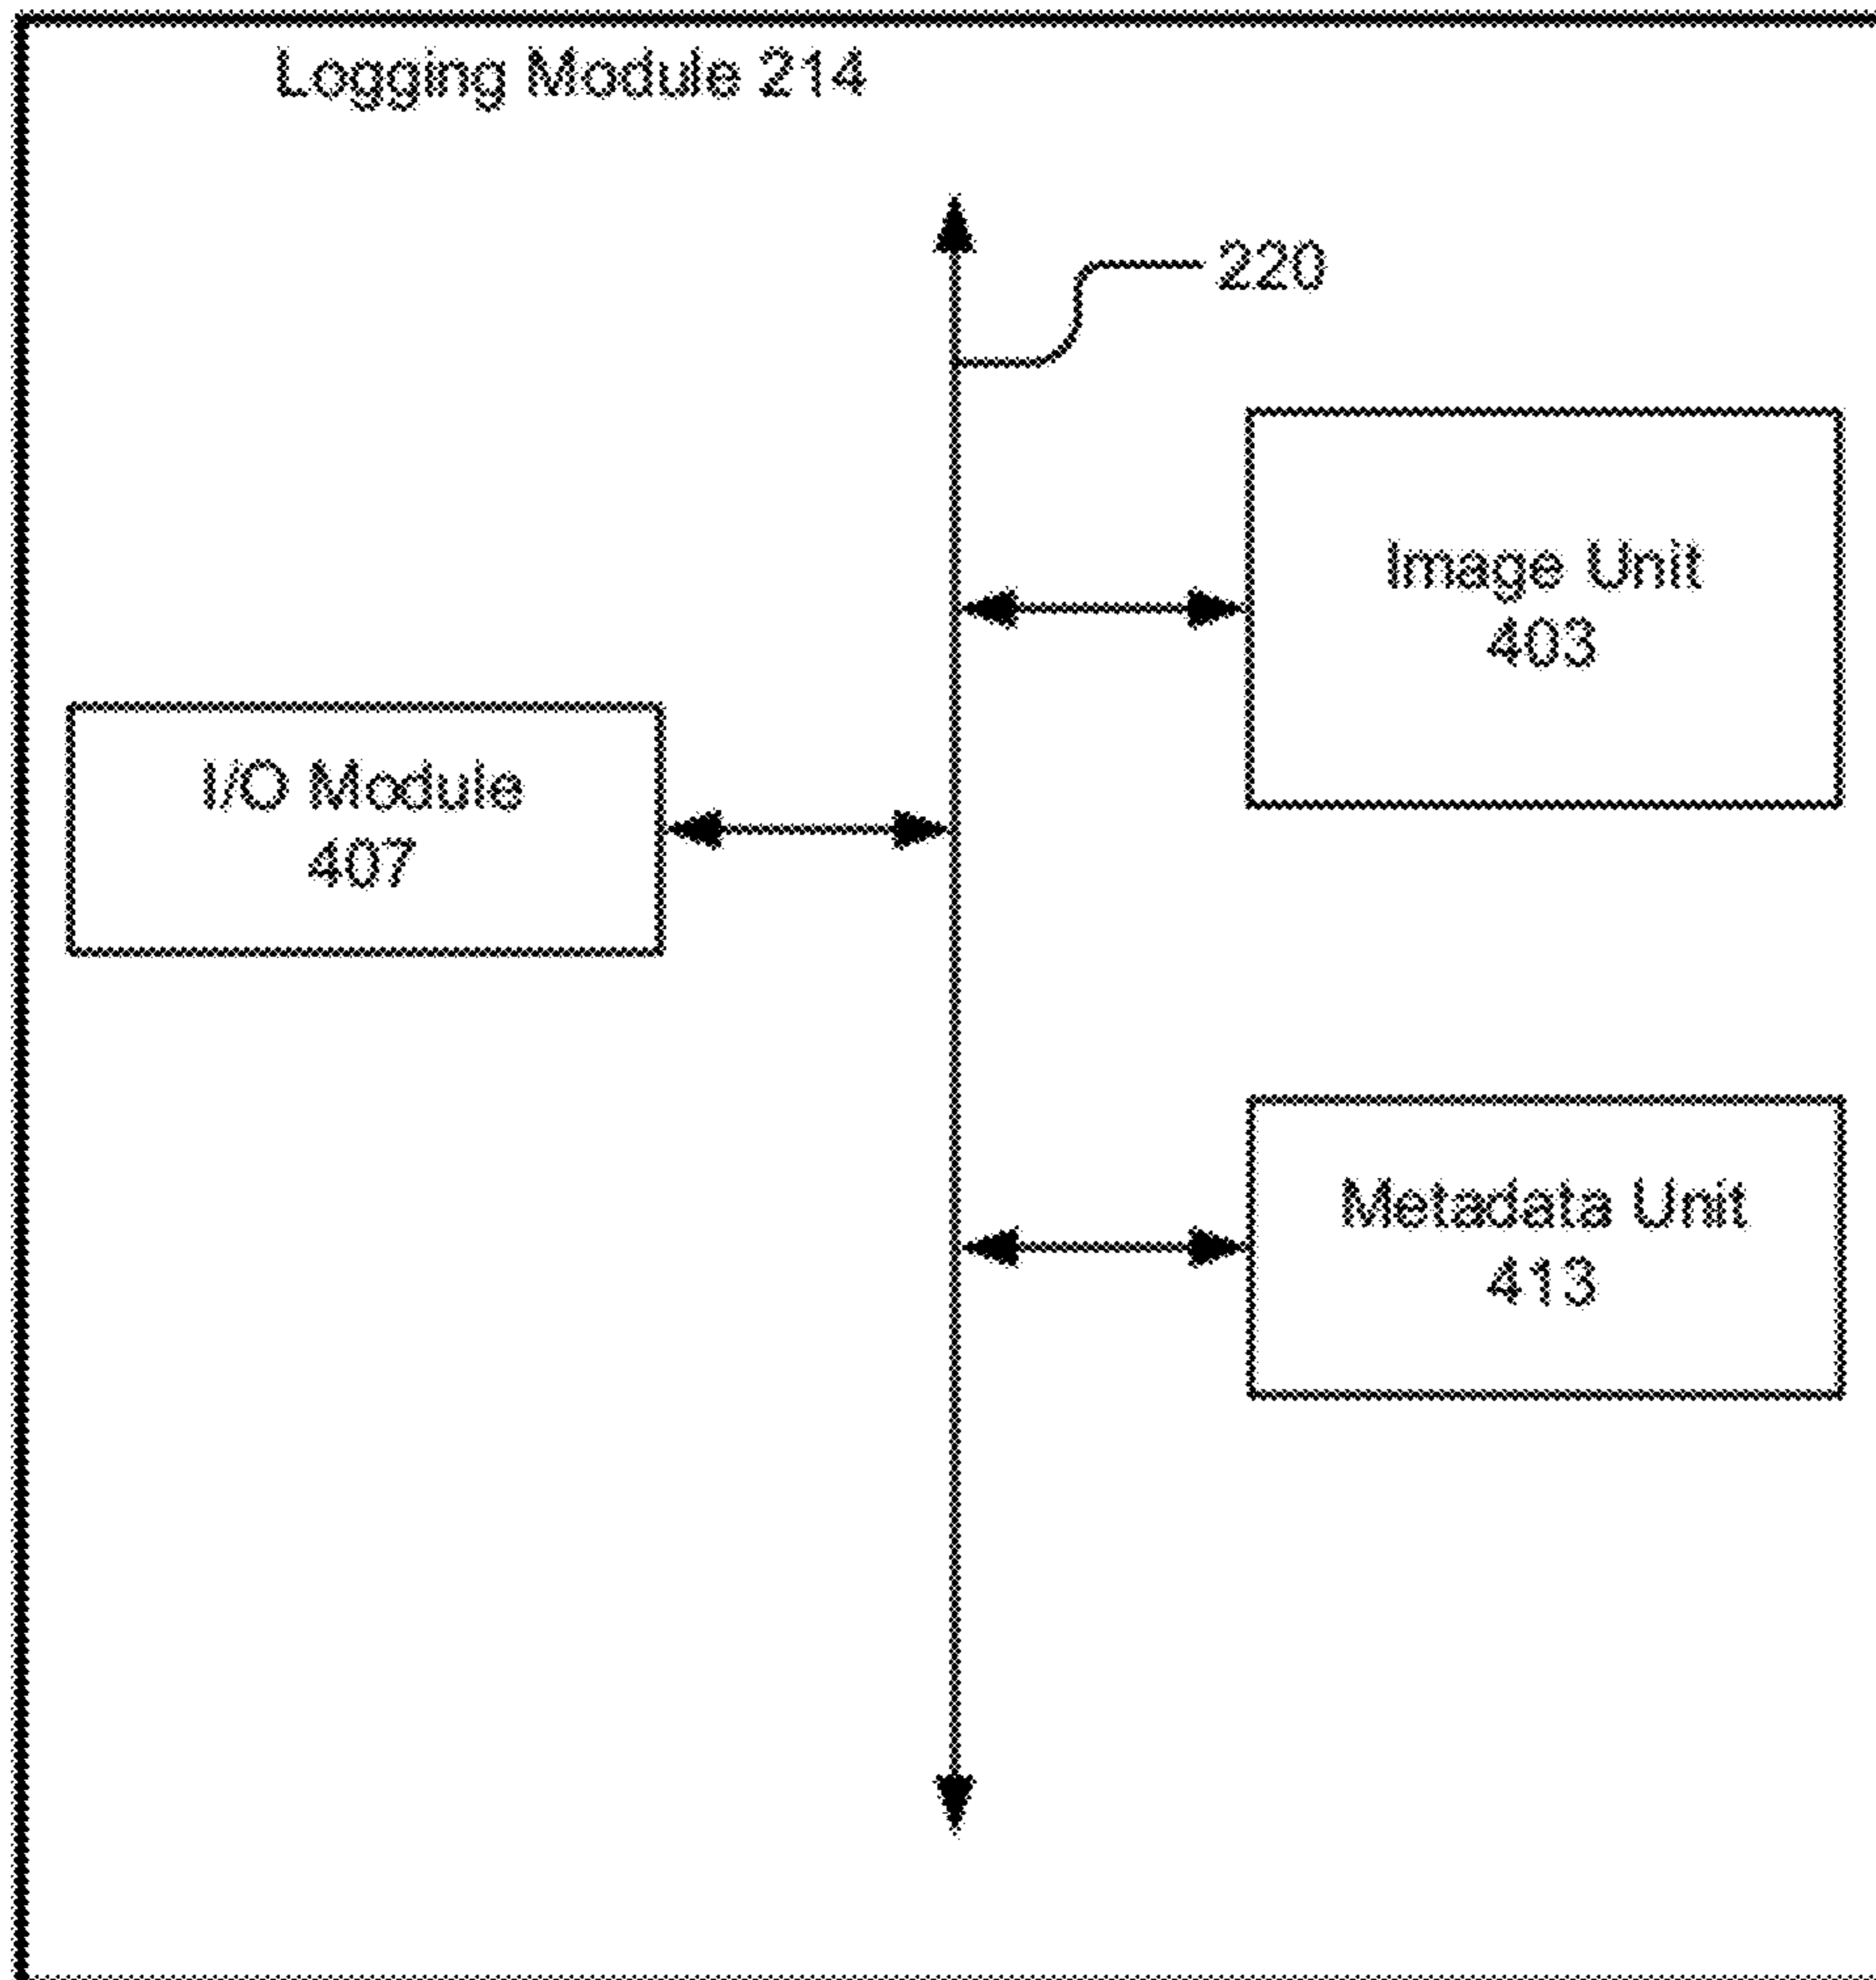 Logging Module 214
220
Image Unit
403
I/O Module
407
Metadata Unit
413